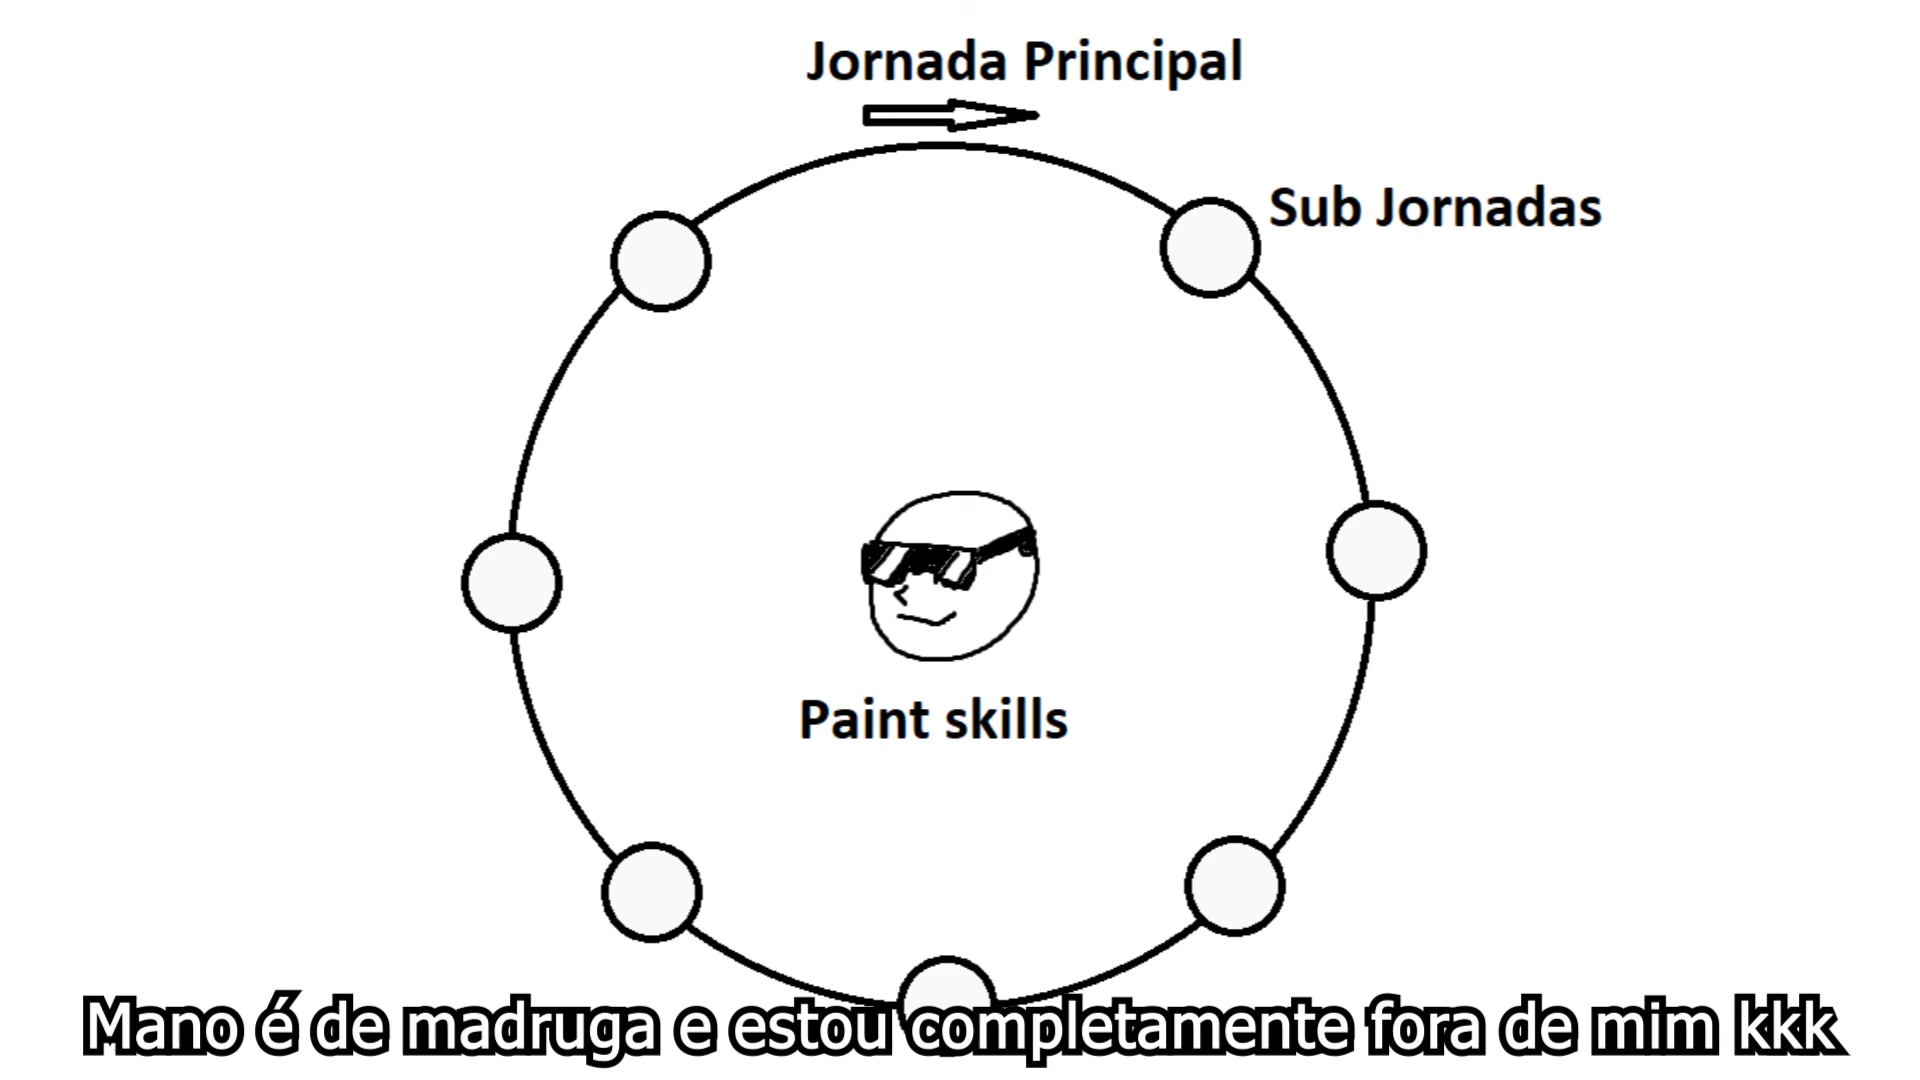 Jornada Principal
Sub Jornadas
Paint skills
Mano é de madruga e estou completamente fora de mim kkk